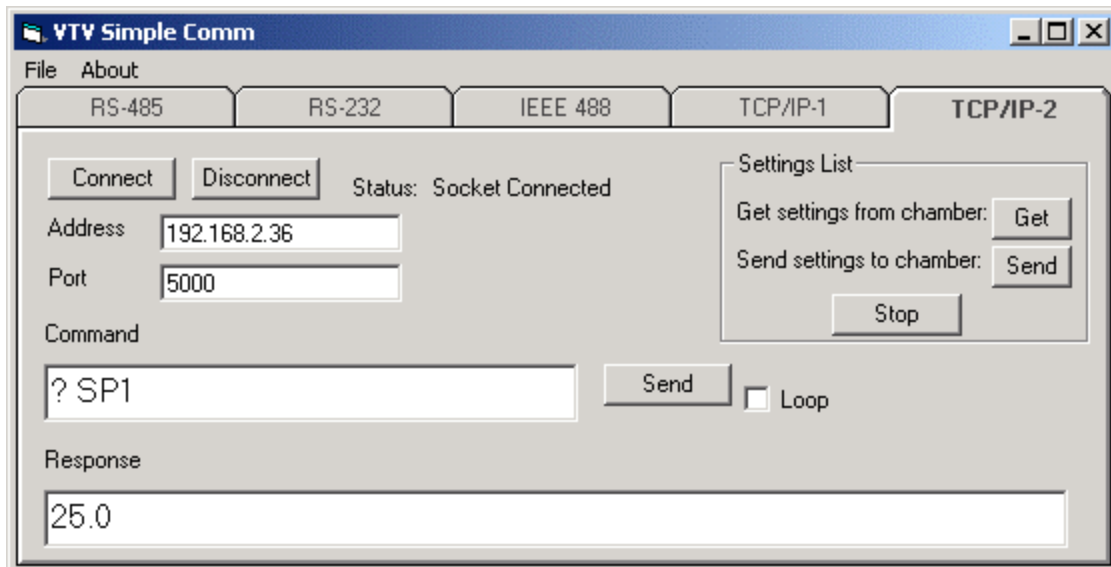 VTV Simple Comm
File About
RS-485 RS-232 IEEE 488 TCP/IP-1 TCP/IP-2
Connect Disconnect Status: Socket Connected
Address 192.168.2.36
Port 5000
Settings List
Get settings from chamber: Get
Send settings to chamber: Send
Stop
Command
? SP1 Send Loop
Response
25.0